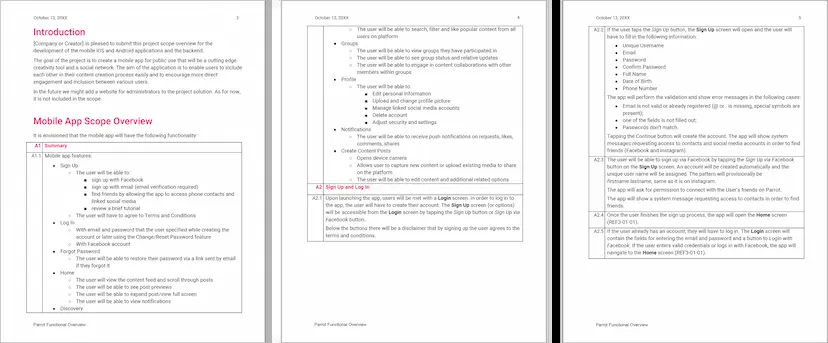 October 13, 20XX
3
Introduction
[Company or Creator] is pleased to submit this project scope overview for the
development of the mobile iOS and Android applications and the backend.
The goal of the project is to create a mobile app for public use that will be a cutting edge
creativity tool and a social network. The aim of the application is to enable users to include
each other in their content creation process easily and to encourage more direct
engagement and inclusion between various users.
In the future we might add a website for administrators to the project solution. As for now,
it is not included in the scope.
Mobile App Scope Overview
It is envisioned that the mobile app will have the following functionality:
A1 Summary
A1.1 Mobile app features:
● Sign Up
○ The user will be able to:
■ sign up with Facebook
■ sign up with email (email verification required)
■ find friends by allowing the app to access phone contacts and
linked social media
■ review a brief tutorial
○ The user will have to agree to Terms and Conditions
● Log In
○ With email and password that the user specified while creating the
account or later using the Change/Reset Password feature
○ With Facebook account
● Forgot Password
○ The user will be able to restore their password via a link sent by email
if they forgot it
● Home
○ The user will view the content feed and scroll through posts
○ The user will be able to see post previews
○ The user will be able to expand post/view full screen
○ The user will be able to view notifications
● Discovery
Parrot Functional Overview
October 13, 20XX
4
○ The user will be able to search, filter and like popular content from all
users on platform
● Groups
○ The user will be able to view groups they have participated in
○ The user will be able to see group status and relative updates
○ The user will be able to engage in content collaborations with other
members within groups
● Profile
○ The user will be able to:
■ Edit personal information
■ Upload and change profile picture
■ Manage linked social media accounts
■ Delete account
■ Adjust security and settings
● Notifications
○ The user will be able to receive push notifications on requests, likes,
comments, shares
● Create Content Posts
○ Opens device camera
○ Allows user to capture new content or upload existing media to share
on the platform
○ The user will be able to edit content and additional related options
A2 Sign Up and Log In
A2.1 Upon launching the app, users will be met with a Login screen. In order to log in to
the app, the user will have to create their account. The Sign Up screen (or options)
will be accessible from the Login screen by tapping the Sign Up button or Sign Up via
Facebook button.
Below the buttons there will be a disclaimer that by signing up the user agrees to the
terms and conditions.
Parrot Functional Overview
October 13, 20XX
5
A2.2 If the user taps the Sign Up button, the Sign Up screen will open and the user will
have to fill in the following information:
● Unique Username
● Email
● Password
● Confirm Password
● Full Name
● Date of Birth
● Phone Number
The app will perform the validation and show error messages in the following cases:
● Email is not valid or already registered (@ or . is missing, special symbols are
present);
● one of the fields is not filled out;
● Passwords don't match.
Tapping the Continue button will create the account. The app will show system
messages requesting access to contacts and social media accounts in order to find
friends (Facebook and Instagram)
A2.3 The user will be able to sign up via Facebook by tapping the Sign Up via Facebook
button on the Sign Up screen. An account will be created automatically and the
unique user name will be assigned. The pattern will provisionally be
firstname.lastname, same as it is on Instagram.
The app will ask for permission to connect with the User's friends on Parrot.
The app will show a system message requesting access to contacts in order to find
friends.
A2.4 Once the user finishes the sign up process, the app will open the Home screen
(REF3-01-01).
A2.5 If the user already has an account, they will have to log in. The Login screen will
contain the fields for entering the email and password and a button to Login with
Facebook. If the user enters valid credentials or logs in with Facebook, the app will
navigate to the Home screen (REF3-01-01).
Parrot Functional Overview